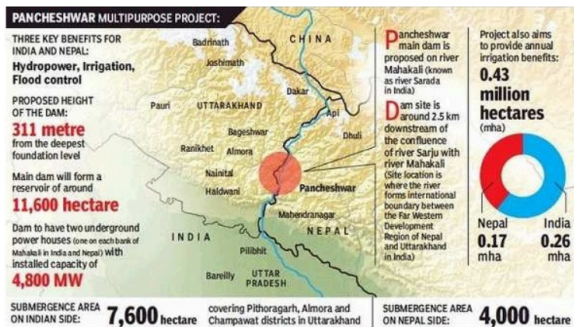 PANCHESHWAR MULTIPURPOSE PROJECT:
THREE KEY BENEFITS FOR
INDIA AND NEPAL:
Hydropower, Irrigation,
Flood control
PROPOSED HEIGHT
OF THE DAM:
311 metre
from the deepest
foundation level
Main dam will form a
reservoir of around
11,600 hectare
Dam to have two underground
power houses (one on each bank of
Mahakali in India and Nepal) with
installed capacity of
4,800 MW
CHINA
Badrinath
Joshimath
Dakar
Pauri
UTTARAKHAND
Api
Bageshwar
Dhuli
Ranikhet
Almora
Nainital
Pancheshwar
Haldwani
Mahendranagar
INDIA
NEPAL
Pilibhit
Bareilly
UTTAR
PRADESH
Pancheshwar
main dam is
proposed on river
Mahakali (known
as river Sarada
in India)
Dam site is
around 2.5 km
downstream of
the confluence
of river Sarju with
river Mahakali
(Site location is
where the river
forms international
boundary between
the Far Western
Development
Region of Nepal
and Uttarakhand
in India)
Project also aims
to provide annual
irrigation benefits:
0.43
million
hectares
(mha)
Nepal
0.17
mha
India
0.26
mha
SUBMERGENCE AREA
ON INDIAN SIDE:
7,600 hectare
covering Pithoragarh, Almora and
Champawat districts in Uttarakhand
SUBMERGENCE AREA
ON NEPAL SIDE:
4,000 hectare